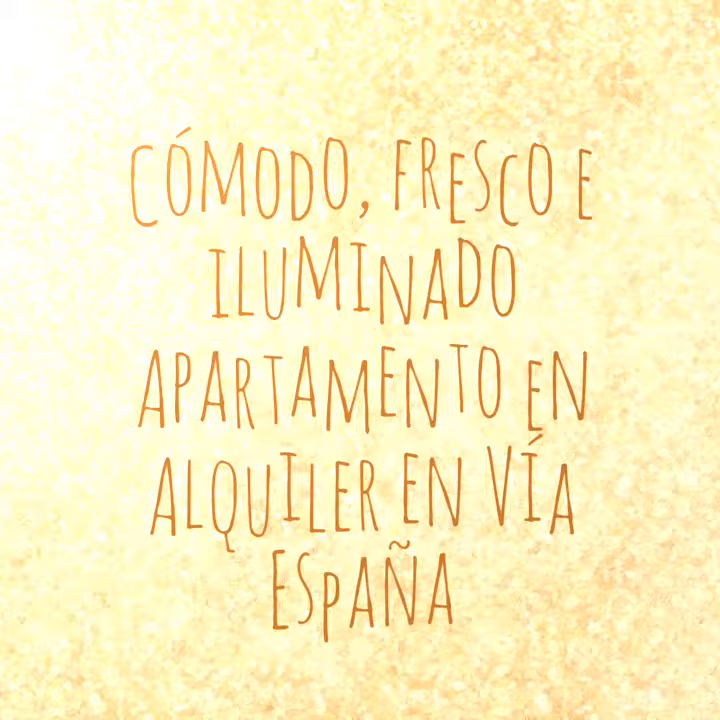 CÓMODO, FRESCO E
ILUMINADO
APARTAMENTO EN
ALQUILER EN VÍA
ESPAÑA